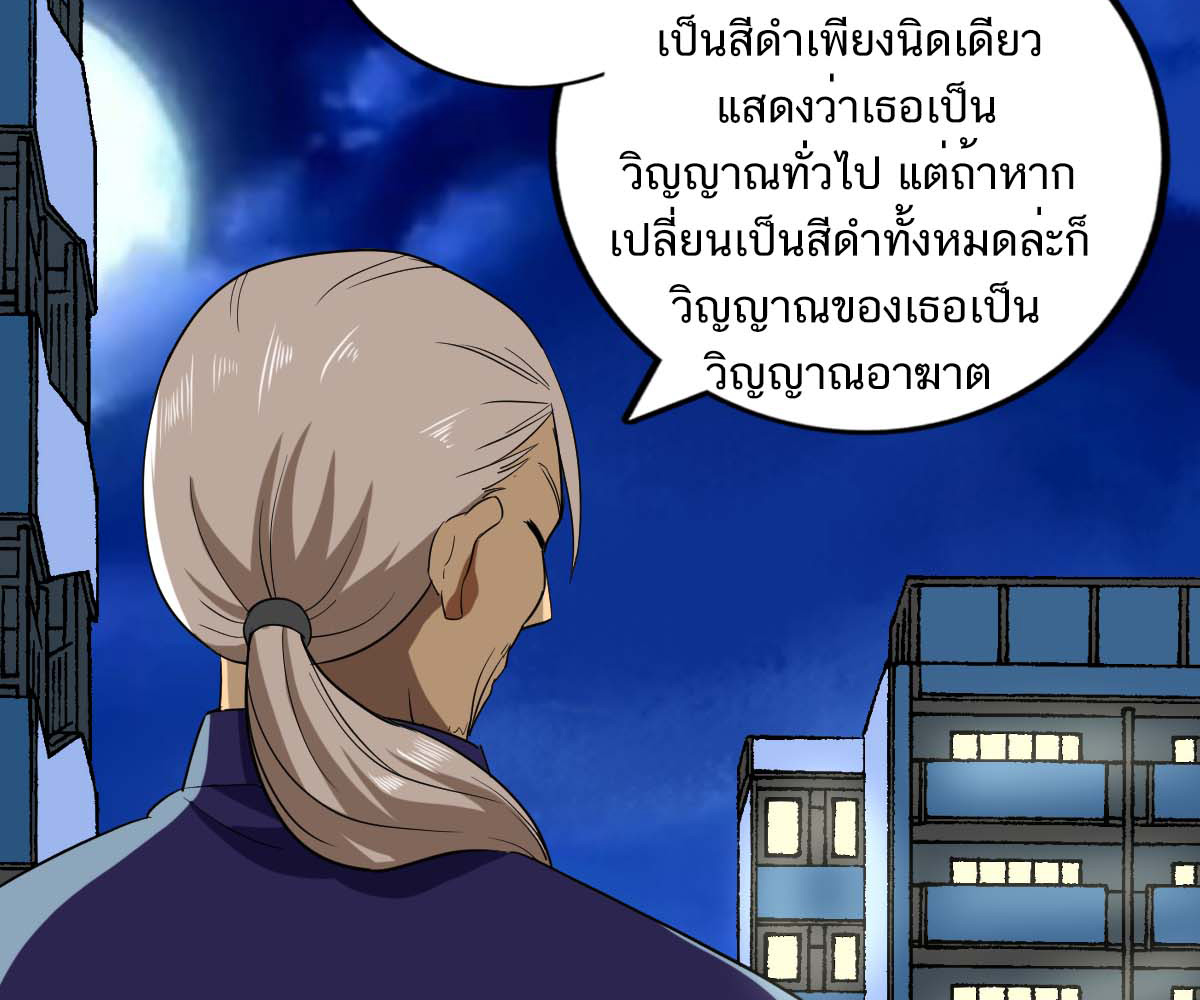 เป็นสีดำเพียงนิดเดียว
แสดงว่าเธอเป็น
วิญญาณทั่วไป แต่ถ้าหาก
เปลี่ยนเป็นสีดำทั้งหมดล่ะก็
วิญญาณของเธอเป็น
วิญญาณอาฆาต